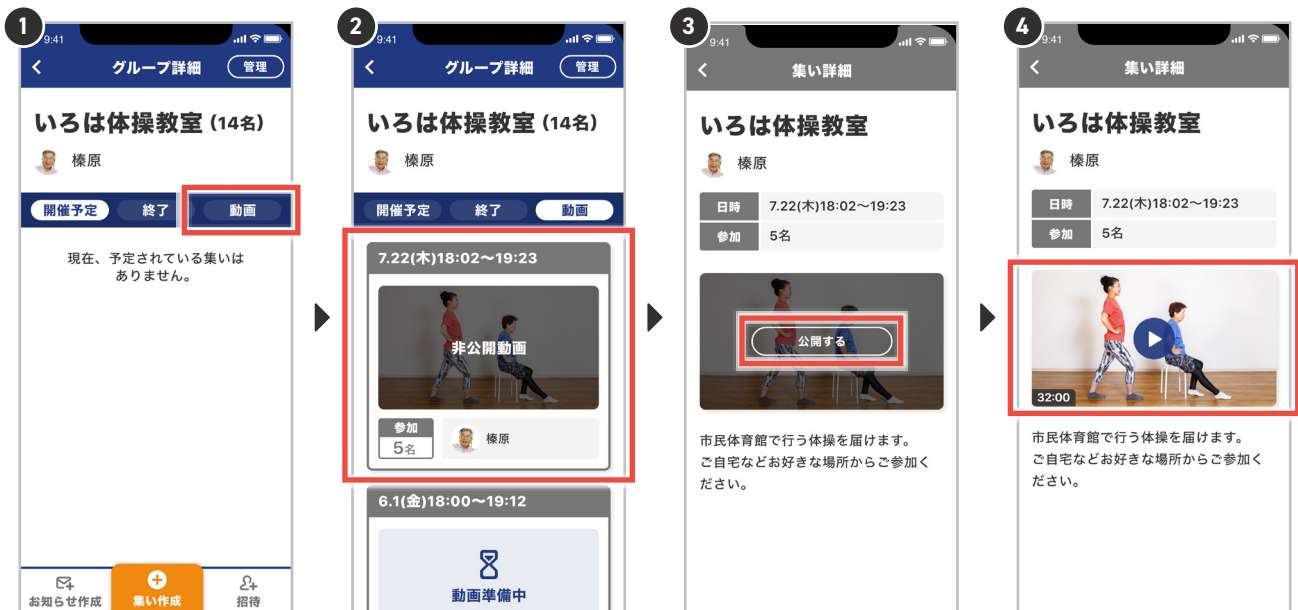 1
9:41
グループ詳細
管理
いろは体操教室 (14名)
榛原
開催予定 終了 動画
現在、予定されている集いは
ありません。
お知らせ作成 集い作成 招待
2
9:41
グループ詳細
管理
いろは体操教室 (14名)
榛原
開催予定 終了 動画
7.22(木)18:02〜19:23
非公開動画
参加
5名
榛原
6.1(金)18:00〜19:12
動画準備中
3
9:41
集い詳細
いろは体操教室
榛原
日時 7.22(木)18:02〜19:23
参加 5名
公開する
市民体育館で行う体操を届けます。
ご自宅などお好きな場所からご参加く
ださい。
4
9:41
集い詳細
いろは体操教室
榛原
日時 7.22(木)18:02〜19:23
参加 5名
32:00
市民体育館で行う体操を届けます。
ご自宅などお好きな場所からご参加く
ださい。